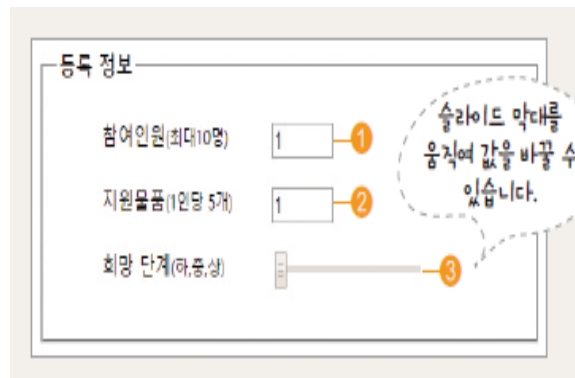 등록 정보
참여인원(최대10명) 1 1
지원물품(1인당 5개) 1 2
희망 단계(하,중,상) 3
슬라이드 막대를
움직여 값을 바꿀 수
있습니다.